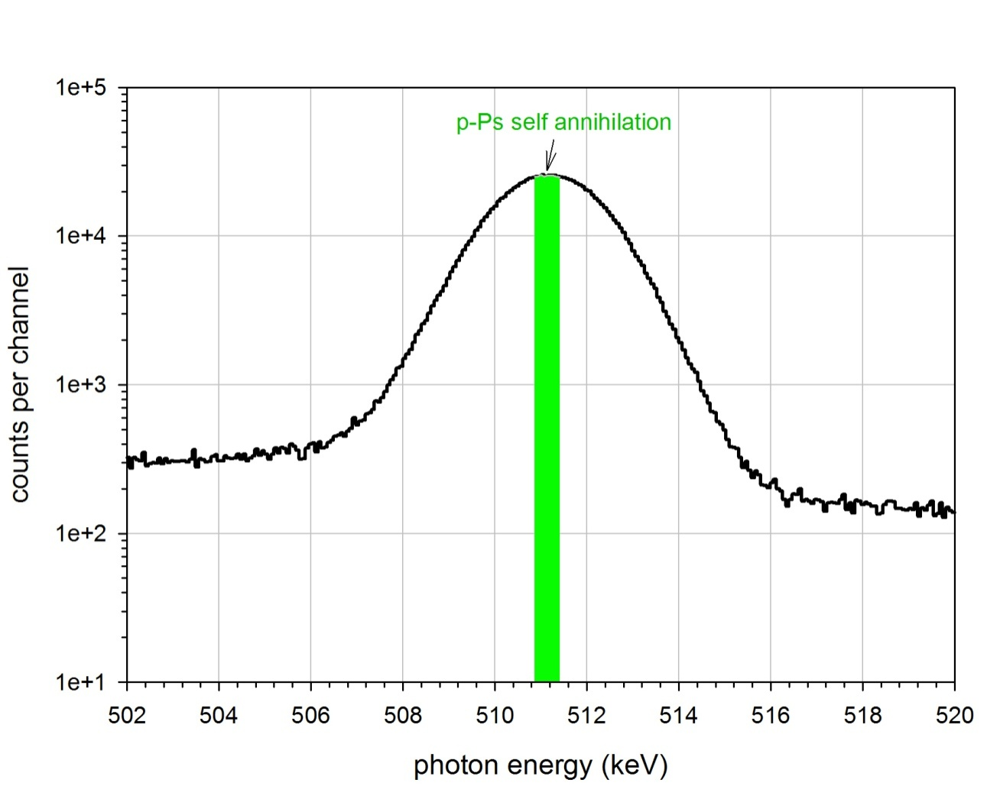 1e+5
p-Ps self annihilation
1e+4
counts per channel
1e+3
1e+2
1e+1
502 504 506 508 510 512 514 516 518 520
photon energy (keV)